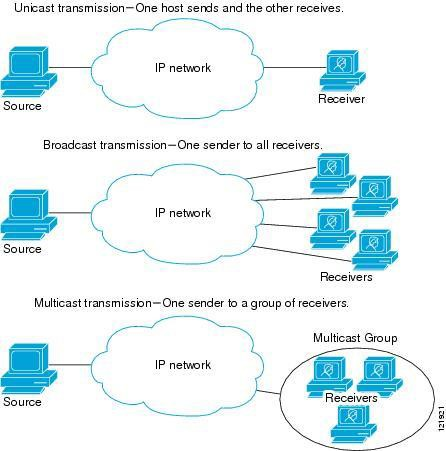 Unicast transmission—One host sends and the other receives.
IP network
Source
Receiver
Broadcast transmission—One sender to all receivers.
IP network
Source
Receivers
Multicast transmission—One sender to a group of receivers.
Multicast Group
IP network
Receivers
Source
121921